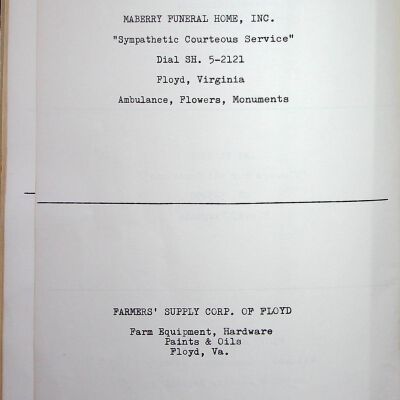 MABERRY FUNERAL HOME, INC.
"Sympathetic Courteous Service"
Dial SH. 5-2121
Floyd, Virginia
Ambulance, Flowers, Monuments
FARMERS' SUPPLY CORP. OF FLOYD
Farm Equipment, Hardware
Paints & Oils
Floyd, Va.